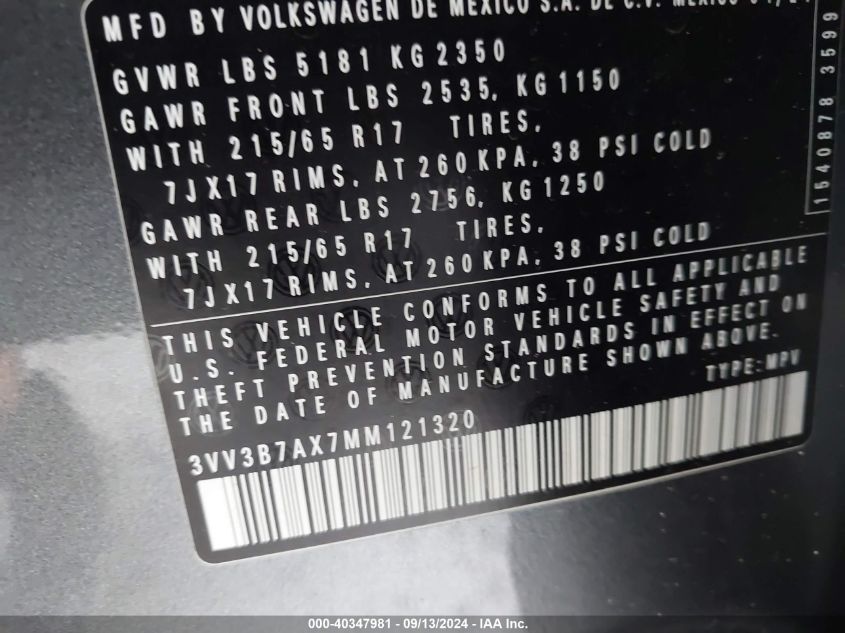 MFD BY VOLKSWAGEN DE MEXICO S.A. DE C.V.
GVWR LBS 5181 KG 2350
GAWR FRONT LBS 2535, KG 1150
WITH 215/65 R17 TIRES,
7JX17 RIMS, AT 260 KPA, 38 PSI COLD
GAWR REAR LBS 2756, KG 1250
WITH 215/65 R17 TIRES,
7JX17 RIMS, AT 260 KPA, 38 PSI COLD
THIS VEHICLE CONFORMS TO ALL APPLICABLE
U.S. FEDERAL MOTOR VEHICLE SAFETY AND
THEFT PREVENTION STANDARDS IN EFFECT ON
THE DATE OF MANUFACTURE SHOWN ABOVE.
TYPE: MPV
3VV3B7AX7MM121320
1540878 3599
000-40347981 - 09/13/2024 - IAA Inc.